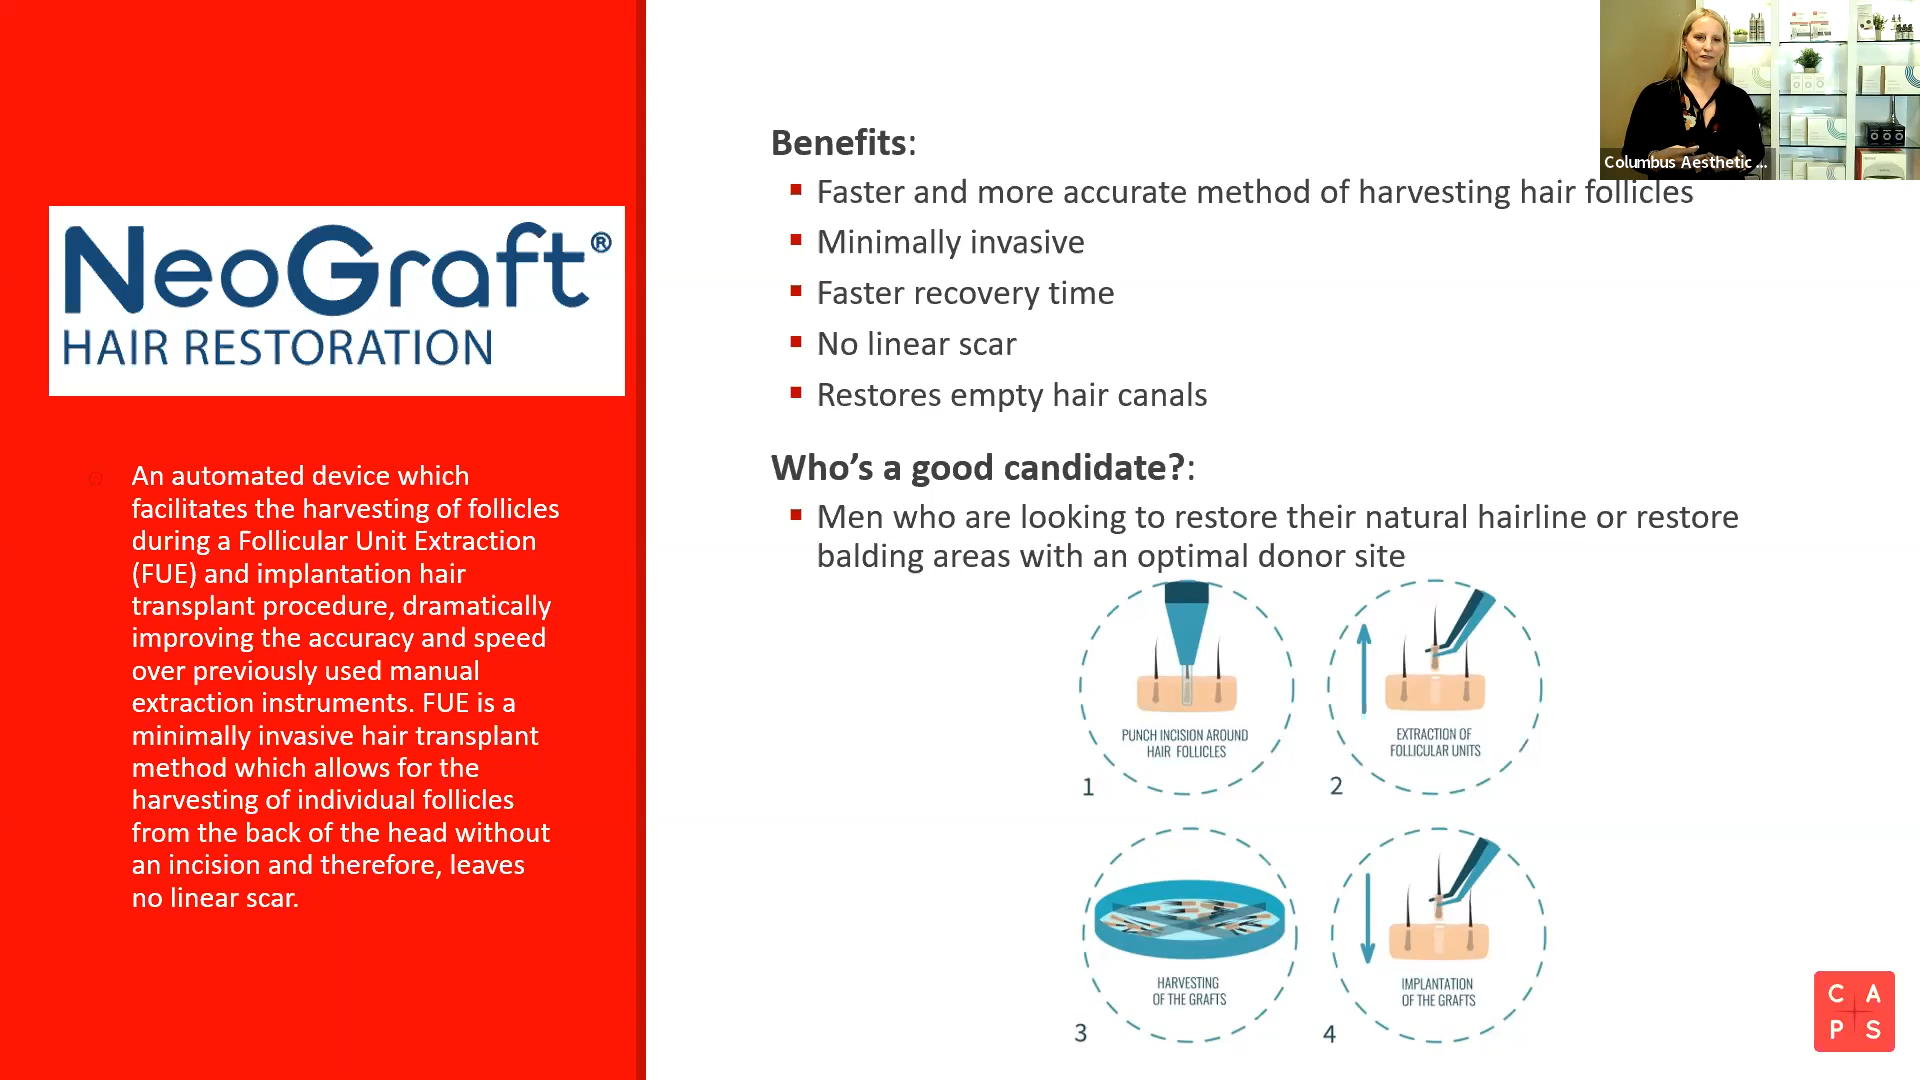 NeoGraft®
HAIR RESTORATION
An automated device which
facilitates the harvesting of follicles
during a Follicular Unit Extraction
(FUE) and implantation hair
transplant procedure, dramatically
improving the accuracy and speed
over previously used manual
extraction instruments. FUE is a
minimally invasive hair transplant
method which allows for the
harvesting of individual follicles
from the back of the head without
an incision and therefore, leaves
no linear scar.
Benefits:
Faster and more accurate method of harvesting hair follicles
Minimally invasive
Faster recovery time
No linear scar
Restores empty hair canals
Who’s a good candidate?:
Men who are looking to restore their natural hairline or restore
balding areas with an optimal donor site
PUNCH INCISION AROUND
HAIR FOLLICLES
1
EXTRACTION OF
FOLLICULAR UNITS
2
HARVESTING
OF THE GRAFTS
3
IMPLANTATION
OF THE GRAFTS
4
Columbus Aesthetic ...
C A
P S